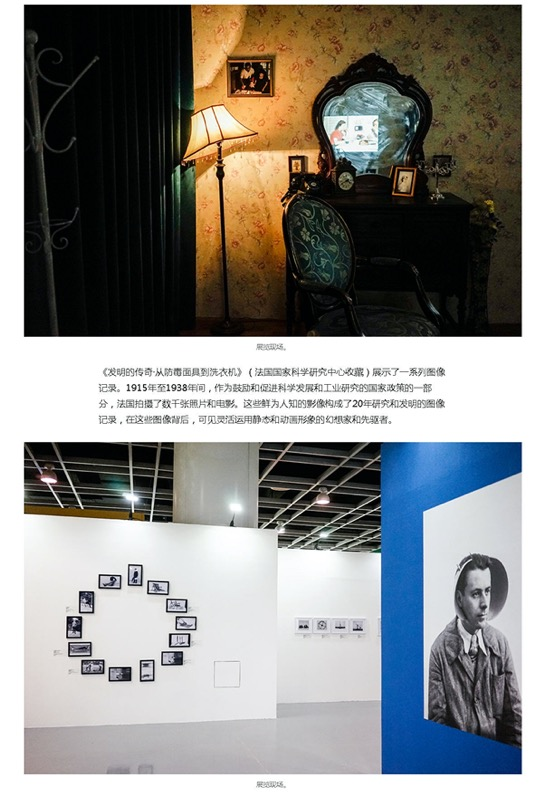 展览现场。
《发明的传奇·从防毒面具到洗衣机》（法国国家科学研究中心收藏）展示了一系列图像
记录。1915年至1938年间，作为鼓励和促进科学发展和工业研究的国家政策的一部
分，法国拍摄了数千张照片和电影。这些鲜为人知的影像构成了20年研究和发明的图像
记录，在这些图像背后，可见灵活运用静态和动画形象的幻想家和先驱者。
展览现场。